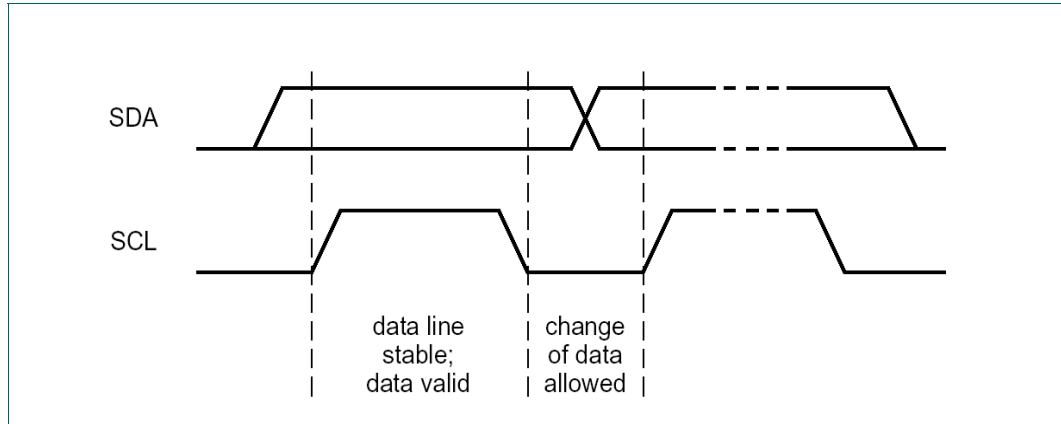 SDA
SCL
data line
stable;
data valid
change
of data
allowed